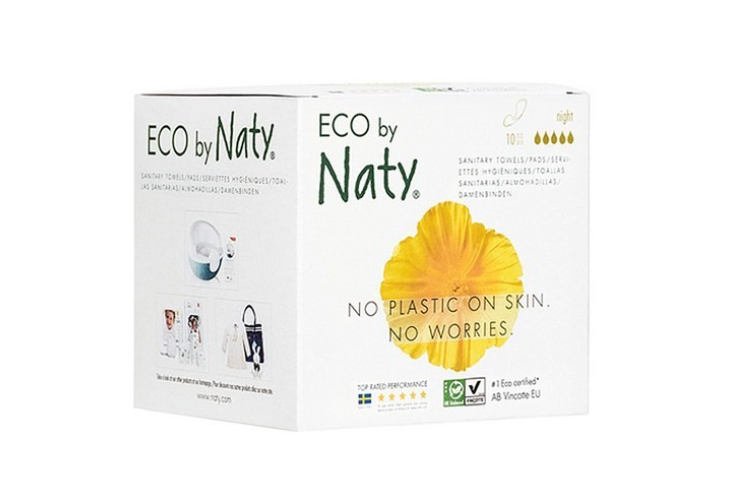 ECO by Naty®
SANITARY TOWELS/PADS/SERVIETTES HYGIÉNIQUES/TOAL-
LAS SANITARIAS/ALMOHADILLAS/DAMENBINDEN
www.naty.com
ECO by
Naty®
10
night
SANITARY TOWELS/PADS/SERVI-
ETTES HYGIÉNIQUES/TOALLAS
SANITARIAS/ALMOHADILLAS/
DAMENBINDEN
NO PLASTIC ON SKIN.
NO WORRIES.
TOP RATED PERFORMANCE
#1 Eco certified*
AB Vincotte EU
VINCOTTE